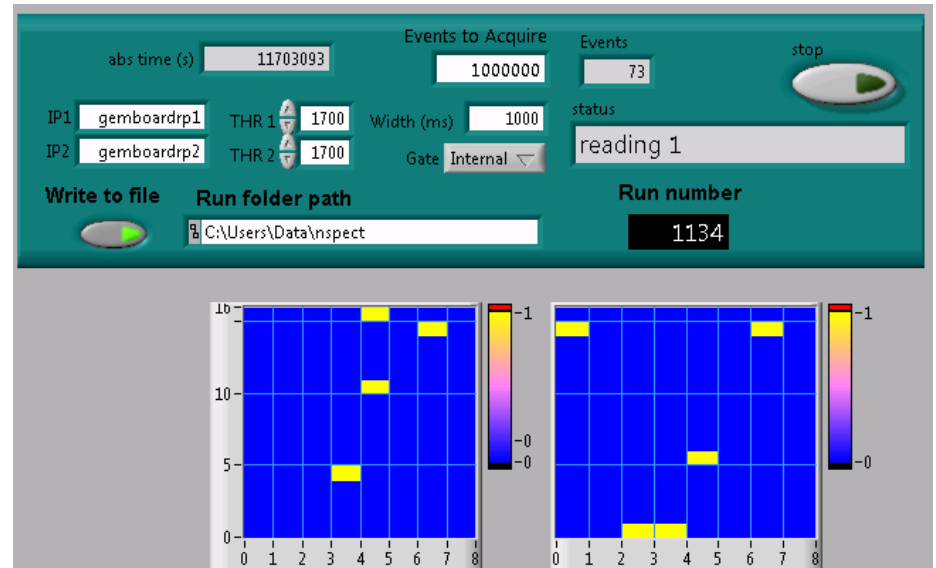 abs time (s) 11703093 Events to Acquire 1000000 Events 73 stop
IP1 gemboardrp1 THR 1 1700 Width (ms) 1000 status
IP2 gemboardrp2 THR 2 1700 Gate Internal reading 1
Write to file Run folder path Run number
C:\Users\Data\nspect 1134
16
10
5
0
0 1 2 3 4 5 6 7 8
-1
-0
-0
0 1 2 3 4 5 6 7 8
-1
-0